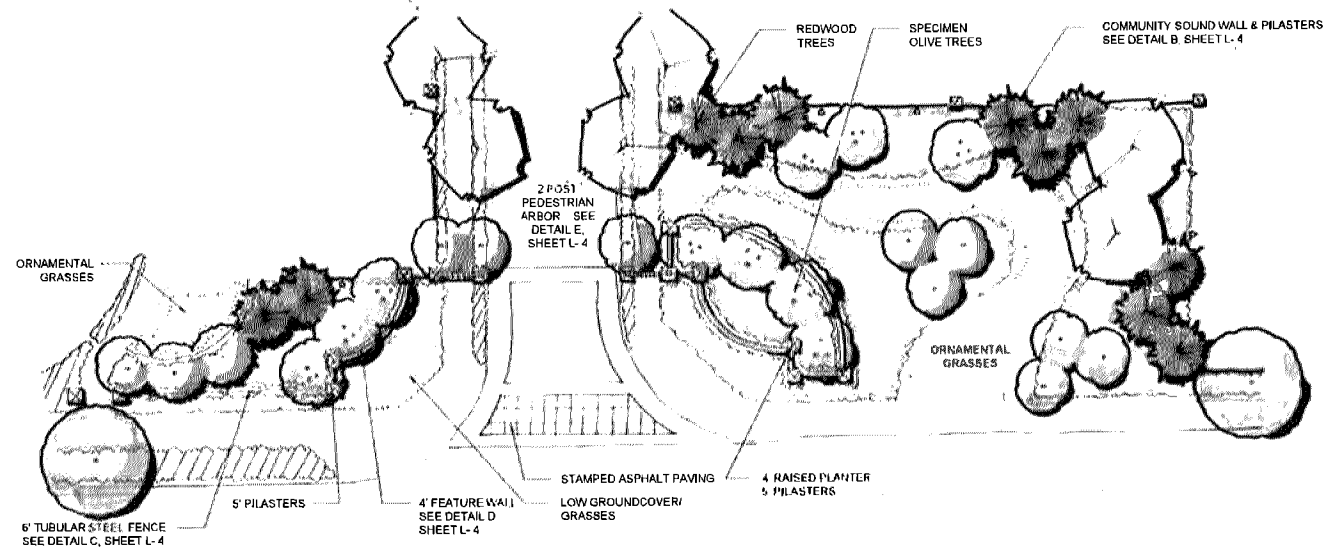 REDWOOD
TREES
SPECIMEN
OLIVE TREES
COMMUNITY SOUND WALL & PILASTERS
SEE DETAIL B, SHEET L-4
2 POST
PEDESTRIAN
ARBOR SEE
DETAIL E,
SHEET L-4
ORNAMENTAL
GRASSES
ORNAMENTAL
GRASSES
STAMPED ASPHALT PAVING
4 RAISED PLANTER
5 PILASTERS
5' PILASTERS
4' FEATURE WALL
SEE DETAIL D
SHEET L-4
LOW GROUNDCOVER/
GRASSES
6' TUBULAR STEEL FENCE
SEE DETAIL C, SHEET L-4